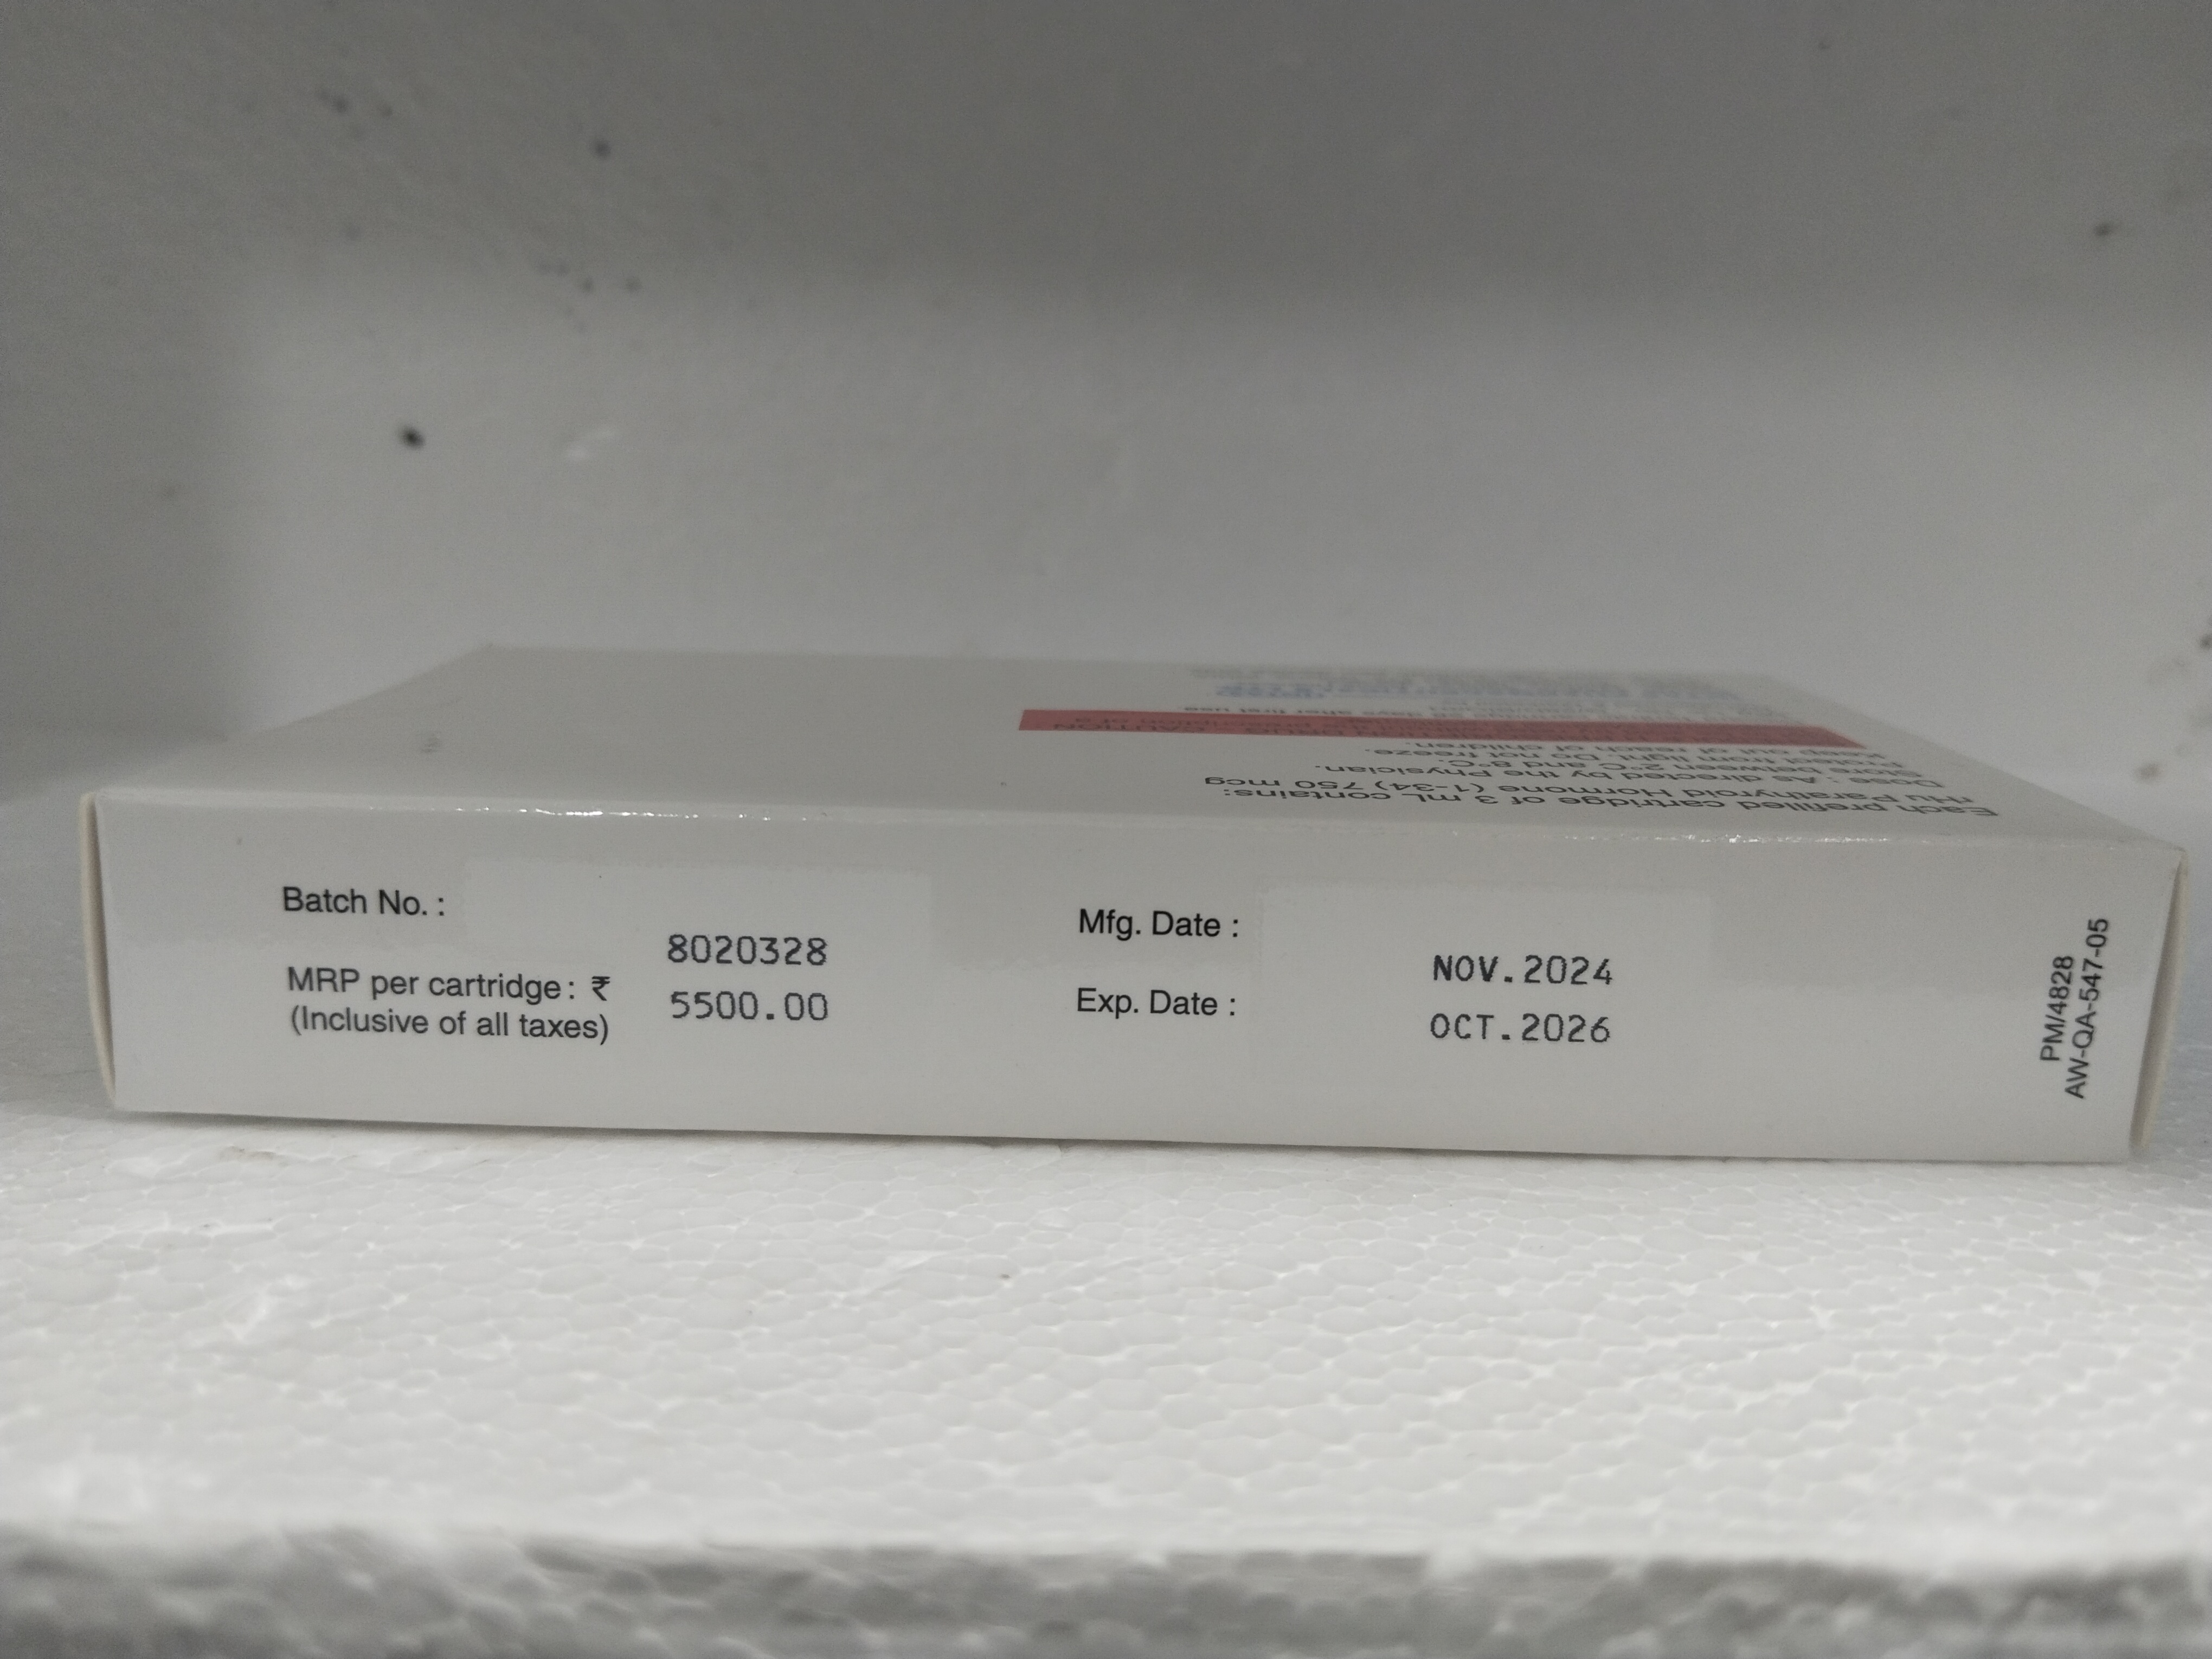 Each prefilled cartridge of 3 mL contains:
rHu Parathyroid Hormone (1-34) 750 mcg
Dose : As directed by the Physician.
Store between 2°C and 8°C.
Protect from light. Do not freeze.
Keep out of reach of children.
Batch No. :
8020328
MRP per cartridge : ₹ 5500.00
(Inclusive of all taxes)
Mfg. Date :
NOV.2024
Exp. Date :
OCT.2026
PM/4828
AW-QA-547-05